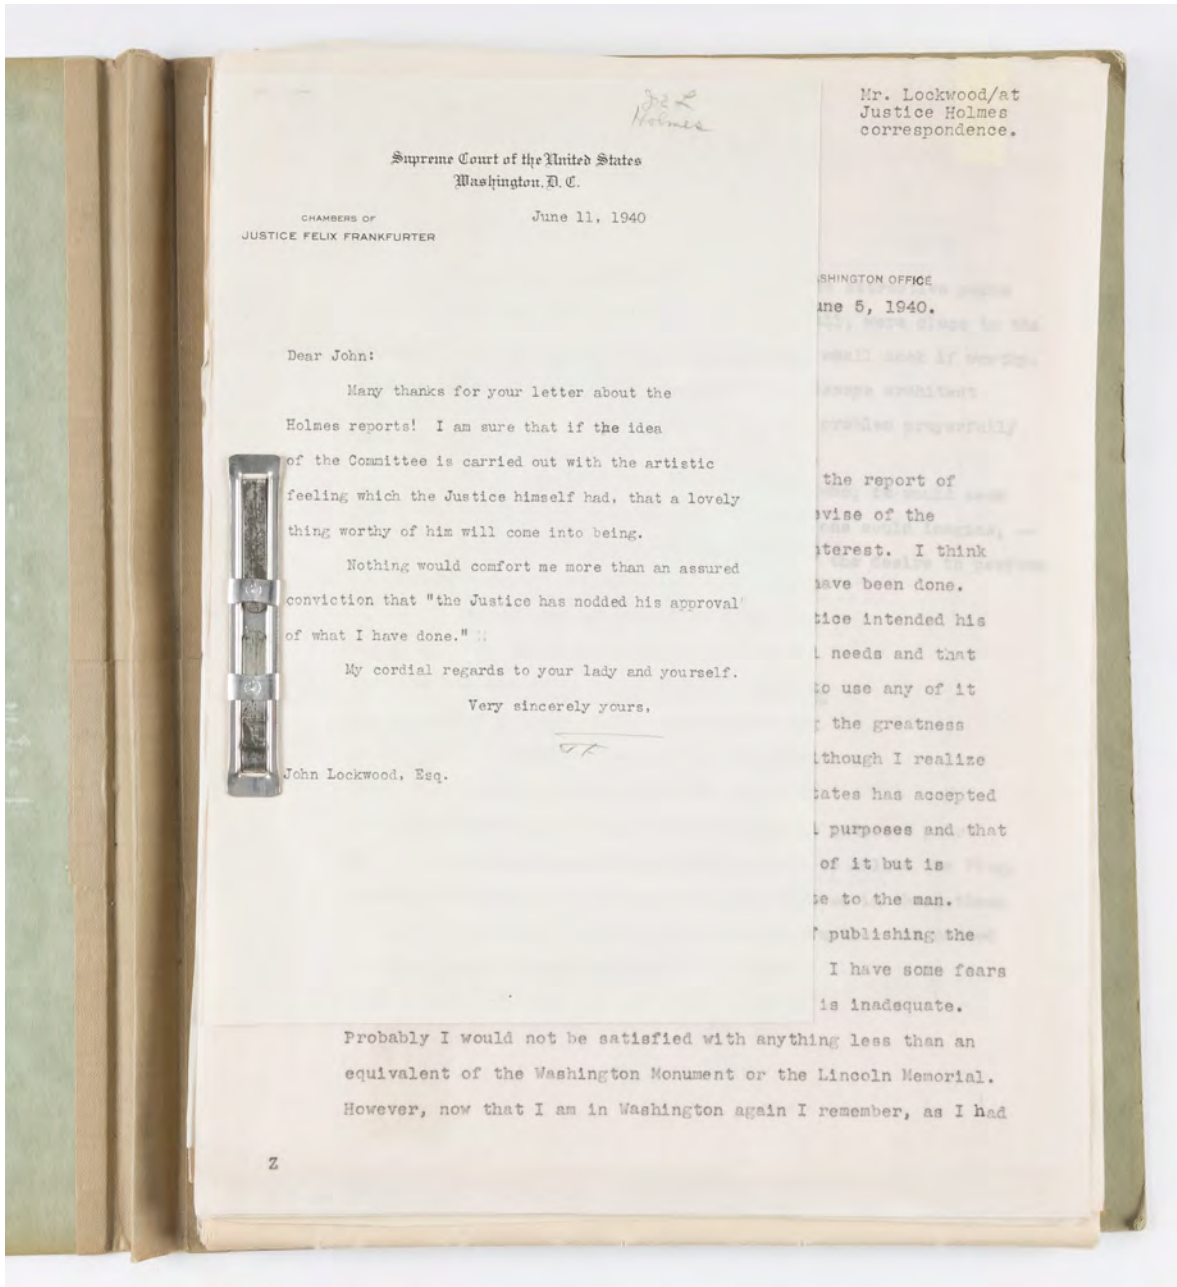 Holmes
Supreme Court of the United States
Washington, D. C.
June 11, 1940
CHAMBERS OF
JUSTICE FELIX FRANKFURTER
Dear John:
Many thanks for your letter about the
Holmes reports! I am sure that if the idea
of the Committee is carried out with the artistic
feeling which the Justice himself had, that a lovely
thing worthy of him will come into being.
Nothing would comfort me more than an assured
conviction that "the Justice has nodded his approval
of what I have done."
My cordial regards to your lady and yourself.
Very sincerely yours,
John Lockwood, Esq.
Mr. Lockwood/at
Justice Holmes
correspondence.
SHINGTON OFFICE
une 5, 1940.
the report of
vise of the
terest. I think
have been done.
tice intended his
needs and that
to use any of it
the greatness
though I realize
tates has accepted
purposes and that
of it but is
se to the man.
publishing the
I have some fears
is inadequate.
Probably I would not be satisfied with anything less than an
equivalent of the Washington Monument or the Lincoln Memorial.
However, now that I am in Washington again I remember, as I had
Z